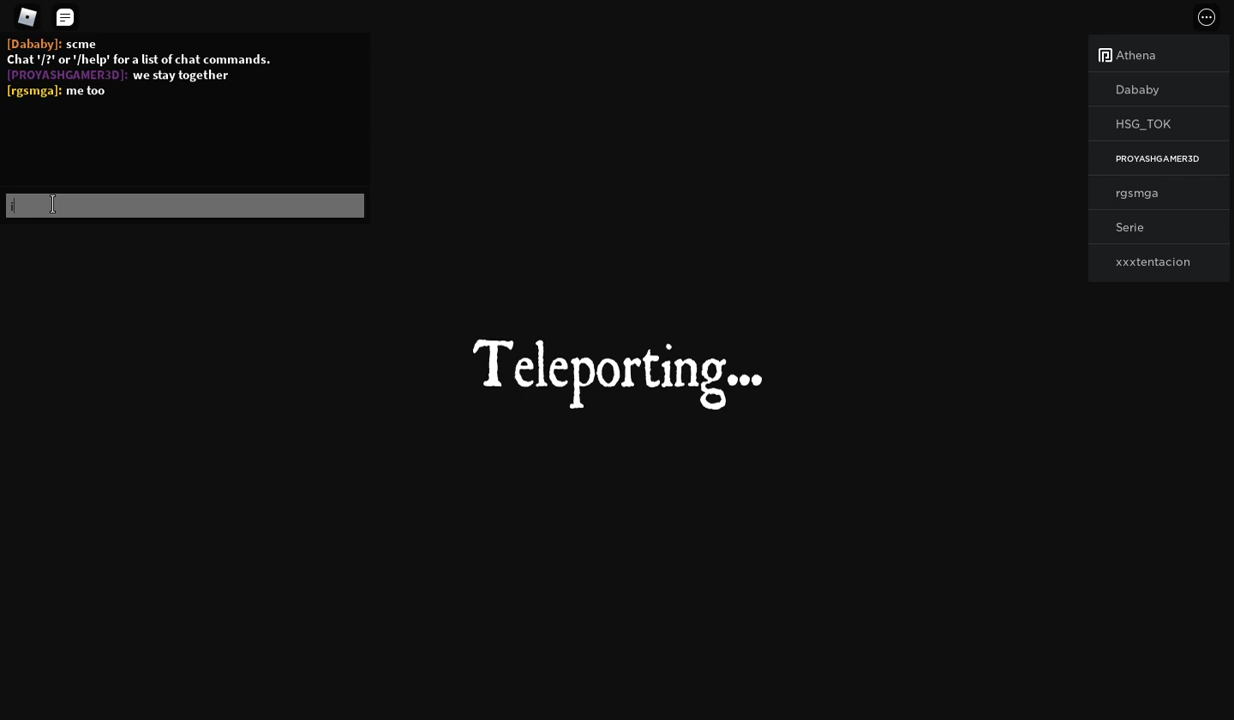 [Dababy]: scme
Chat '/?' or '/help' for a list of chat commands.
[PROYASHGAMER3D]: we stay together
[rgsmga]: me too
i
Athena
Dababy
HSG_TOK
PROYASHGAMER3D
rgsmga
Serie
xxxtentacion
Teleporting...